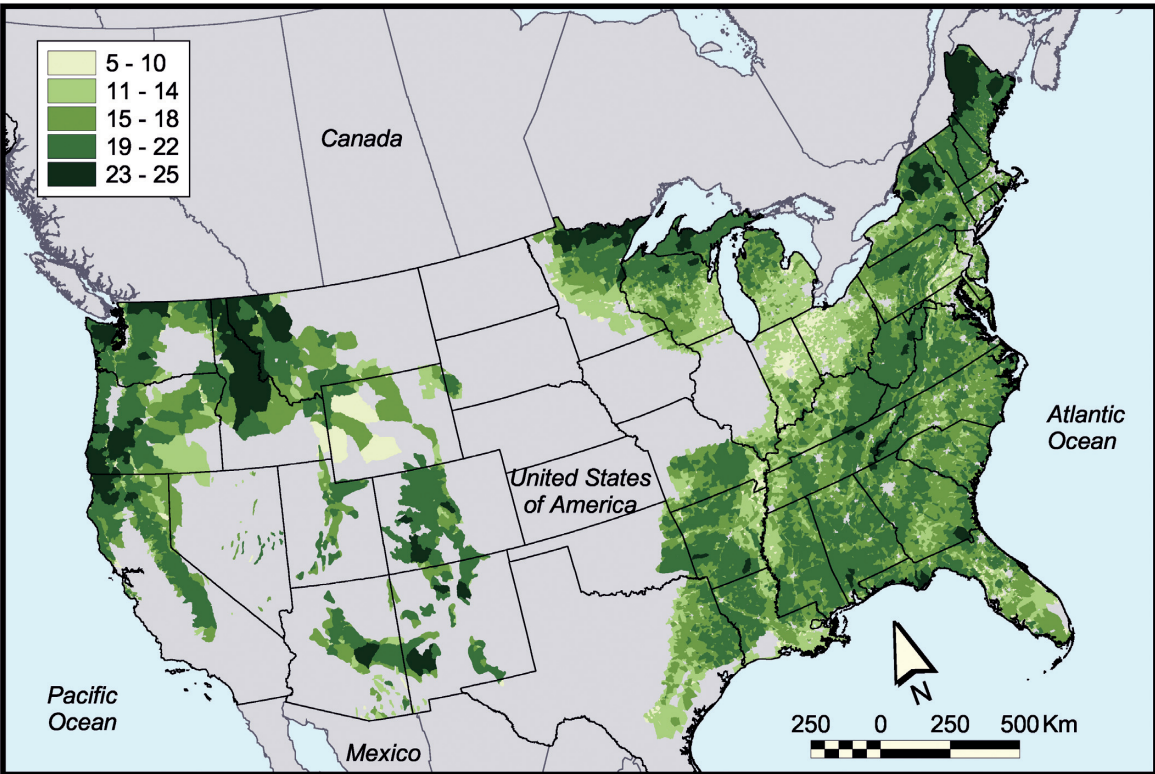 5 - 10
11 - 14
15 - 18
19 - 22
23 - 25
Canada
United States
of America
Atlantic
Ocean
Pacific
Ocean
Mexico
N
250 0 250 500 Km